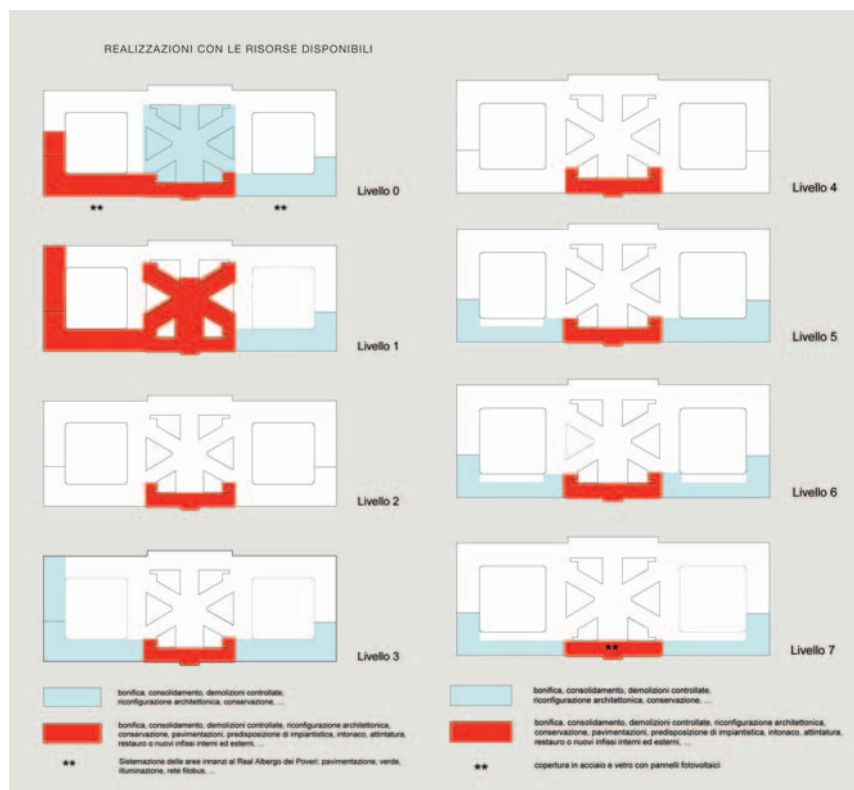 REALIZZAZIONI CON LE RISORSE DISPONIBILI
Livello 0
**
**
Livello 1
Livello 2
Livello 3
bonifica, consolidamento, demolizioni controllate,
riconfigurazione architettonica, conservazione, ...
bonifica, consolidamento, demolizioni controllate, riconfigurazione architettonica,
conservazione, pavimentazioni, predisposizione di impiantistica, intonaco, attintatura,
restauro o nuovi infissi interni ed esterni, ...
** Sistemazione delle aree innanzi al Real Albergo dei Poveri: pavimentazione, verde,
illuminazione, rete filobus, ...
Livello 4
Livello 5
Livello 6
**
Livello 7
bonifica, consolidamento, demolizioni controllate,
riconfigurazione architettonica, conservazione, ...
bonifica, consolidamento, demolizioni controllate, riconfigurazione architettonica,
conservazione, pavimentazioni, predisposizione di impiantistica, intonaco, attintatura,
restauro o nuovi infissi interni ed esterni, ...
** copertura in acciaio e vetro con pannelli fotovoltaici